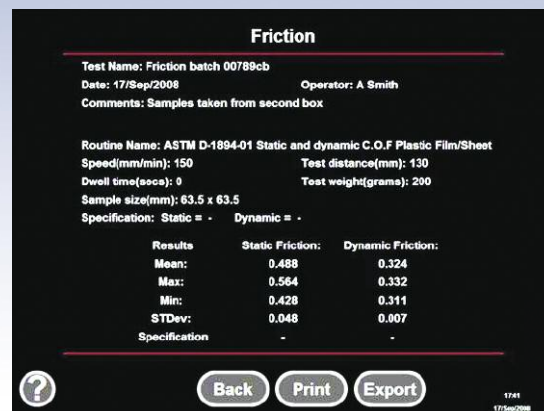 Friction
Test Name: Friction batch 00789cb
Date: 17/Sep/2008 Operator: A Smith
Comments: Samples taken from second box
Routine Name: ASTM D-1894-01 Static and dynamic C.O.F Plastic Film/Sheet
Speed(mm/min): 150 Test distance(mm): 130
Dwell time(secs): 0 Test weight(grams): 200
Sample size(mm): 63.5 x 63.5
Specification: Static = - Dynamic = -
Results Static Friction: Dynamic Friction:
Mean: 0.488 0.324
Max: 0.564 0.332
Min: 0.428 0.311
STDev: 0.048 0.007
Specification - -
? Back Print Export
17:41
17/Sep/2008